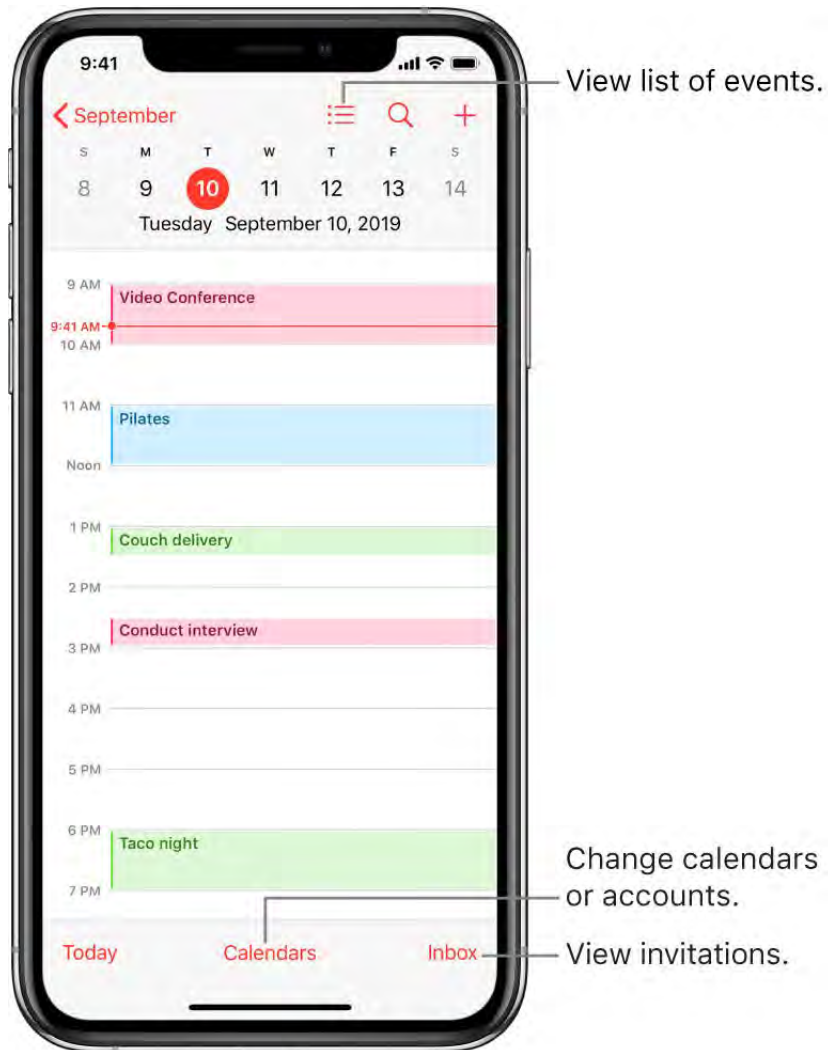 9:41
View list of events.
September
S M T W T F S
8 9 10 11 12 13 14
Tuesday September 10, 2019
9 AM
Video Conference
9:41 AM
10 AM
11 AM
Pilates
Noon
1 PM
Couch delivery
2 PM
Conduct interview
3 PM
4 PM
5 PM
6 PM
Taco night
7 PM
Change calendars
or accounts.
Today Calendars Inbox
View invitations.